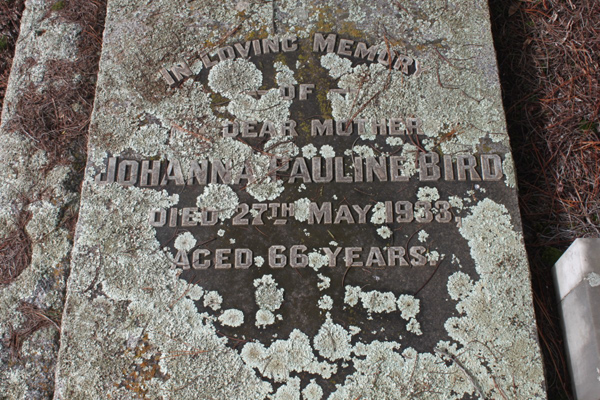 IN LOVING MEMORY
OF
DEAR MOTHER
JOHANNA PAULINE BIRD
DIED 27TH MAY 1933.
AGED 66 YEARS.